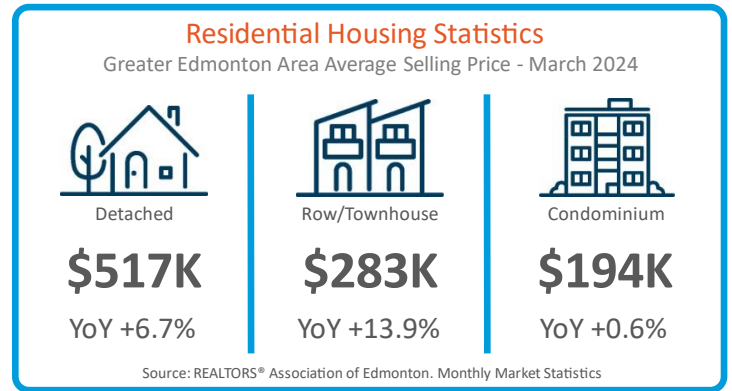 Residential Housing Statistics
Greater Edmonton Area Average Selling Price - March 2024
Detached
$517K
YoY +6.7%
Row/Townhouse
$283K
YoY +13.9%
Condominium
$194K
YoY +0.6%
Source: REALTORS® Association of Edmonton. Monthly Market Statistics